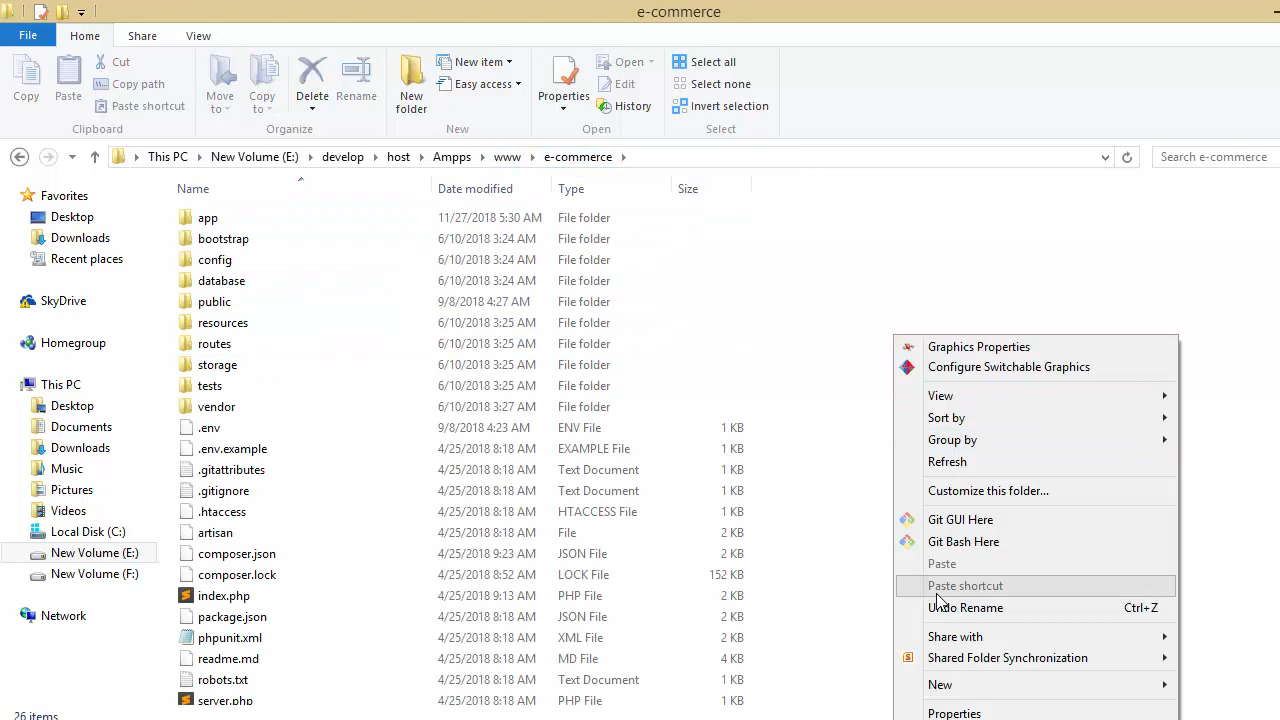 e-commerce
File Home Share View
Copy
Paste
Cut
Copy path
Paste shortcut
Clipboard
Move to
Copy to
Delete
Rename
Organize
New folder
New item
Easy access
New
Properties
Open
Edit
History
Open
Select all
Select none
Invert selection
Select
This PC New Volume (E:) develop host Ampps www e-commerce
Search e-commerce
Favorites
Desktop
Downloads
Recent places
SkyDrive
Homegroup
This PC
Desktop
Documents
Downloads
Music
Pictures
Videos
Local Disk (C:)
New Volume (E:)
New Volume (F:)
Network
Name Date modified Type Size
app 11/27/2018 5:30 AM File folder
bootstrap 6/10/2018 3:24 AM File folder
config 6/10/2018 3:24 AM File folder
database 6/10/2018 3:24 AM File folder
public 9/8/2018 4:27 AM File folder
resources 6/10/2018 3:25 AM File folder
routes 6/10/2018 3:25 AM File folder
storage 6/10/2018 3:25 AM File folder
tests 6/10/2018 3:25 AM File folder
vendor 6/10/2018 3:27 AM File folder
.env 9/8/2018 4:23 AM ENV File 1 KB
.env.example 4/25/2018 8:18 AM EXAMPLE File 1 KB
.gitattributes 4/25/2018 8:18 AM Text Document 1 KB
.gitignore 4/25/2018 8:18 AM Text Document 1 KB
.htaccess 4/25/2018 8:18 AM HTACCESS File 1 KB
artisan 4/25/2018 8:18 AM File 2 KB
composer.json 4/25/2018 9:23 AM JSON File 2 KB
composer.lock 4/25/2018 8:52 AM LOCK File 152 KB
index.php 4/25/2018 9:13 AM PHP File 2 KB
package.json 4/25/2018 8:18 AM JSON File 2 KB
phpunit.xml 4/25/2018 8:18 AM XML File 2 KB
readme.md 4/25/2018 8:18 AM MD File 4 KB
robots.txt 4/25/2018 8:18 AM Text Document 1 KB
server.php 4/25/2018 8:18 AM PHP File 1 KB
26 items
Graphics Properties
Configure Switchable Graphics
View
Sort by
Group by
Refresh
Customize this folder...
Git GUI Here
Git Bash Here
Paste
Paste shortcut
Undo Rename Ctrl+Z
Share with
Shared Folder Synchronization
New
Properties